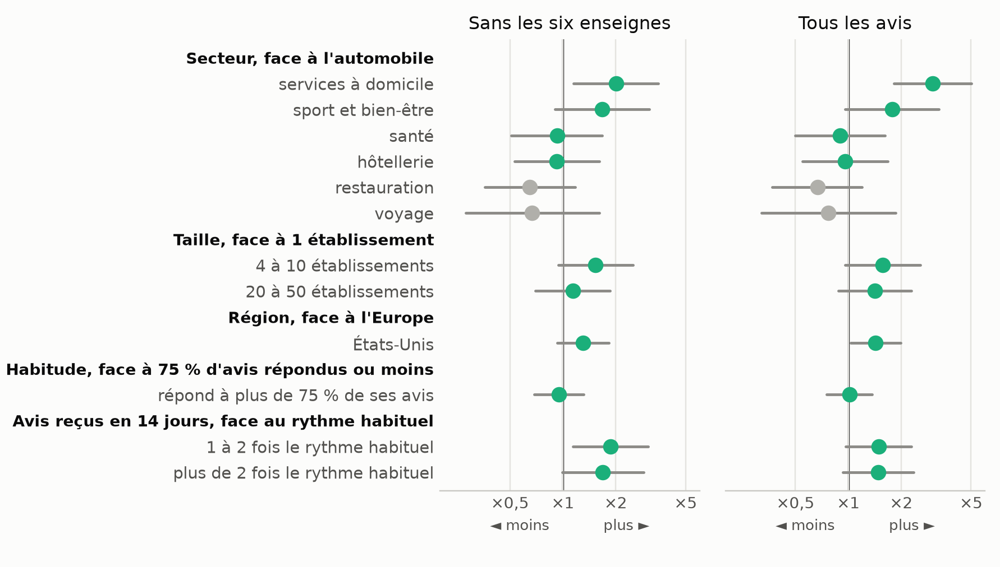 Sans les six enseignes
Tous les avis
Secteur, face à l'automobile
services à domicile
sport et bien-être
santé
hôtellerie
restauration
voyage
Taille, face à 1 établissement
4 à 10 établissements
20 à 50 établissements
Région, face à l'Europe
États-Unis
Habitude, face à 75 % d'avis répondus ou moins
répond à plus de 75 % de ses avis
Avis reçus en 14 jours, face au rythme habituel
1 à 2 fois le rythme habituel
plus de 2 fois le rythme habituel
×0,5 ×1 ×2 ×5
×0,5 ×1 ×2 ×5
◄ moins plus ►
◄ moins plus ►